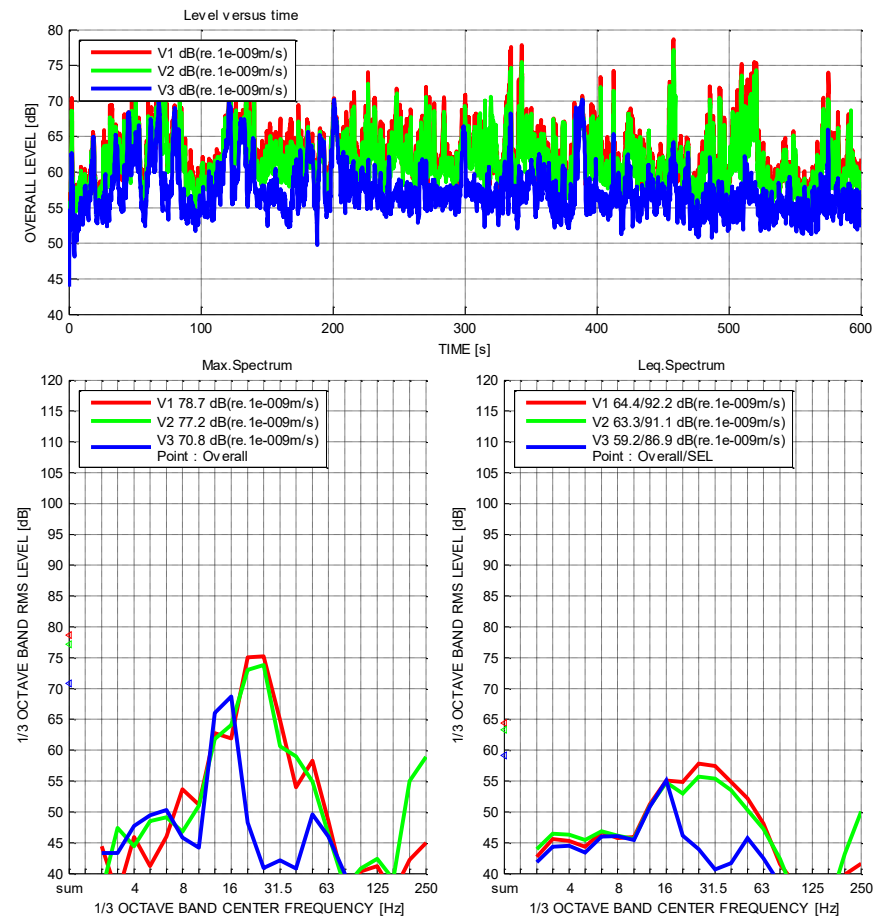 Level versus time
80
75
70
65
60
55
50
45
40
OVERALL LEVEL [dB]
V1 dB(re.1e-009m/s)
V2 dB(re.1e-009m/s)
V3 dB(re.1e-009m/s)
0 100 200 300 400 500 600
TIME [s]
Max.Spectrum
120
115
110
105
100
95
90
85
80
75
70
65
60
55
50
45
40
1/3 OCTAVE BAND RMS LEVEL [dB]
V1 78.7 dB(re.1e-009m/s)
V2 77.2 dB(re.1e-009m/s)
V3 70.8 dB(re.1e-009m/s)
Point : Overall
sum 4 8 16 31.5 63 125 250
1/3 OCTAVE BAND CENTER FREQUENCY [Hz]
Leq.Spectrum
120
115
110
105
100
95
90
85
80
75
70
65
60
55
50
45
40
1/3 OCTAVE BAND RMS LEVEL [dB]
V1 64.4/92.2 dB(re.1e-009m/s)
V2 63.3/91.1 dB(re.1e-009m/s)
V3 59.2/86.9 dB(re.1e-009m/s)
Point : Overall/SEL
sum 4 8 16 31.5 63 125 250
1/3 OCTAVE BAND CENTER FREQUENCY [Hz]